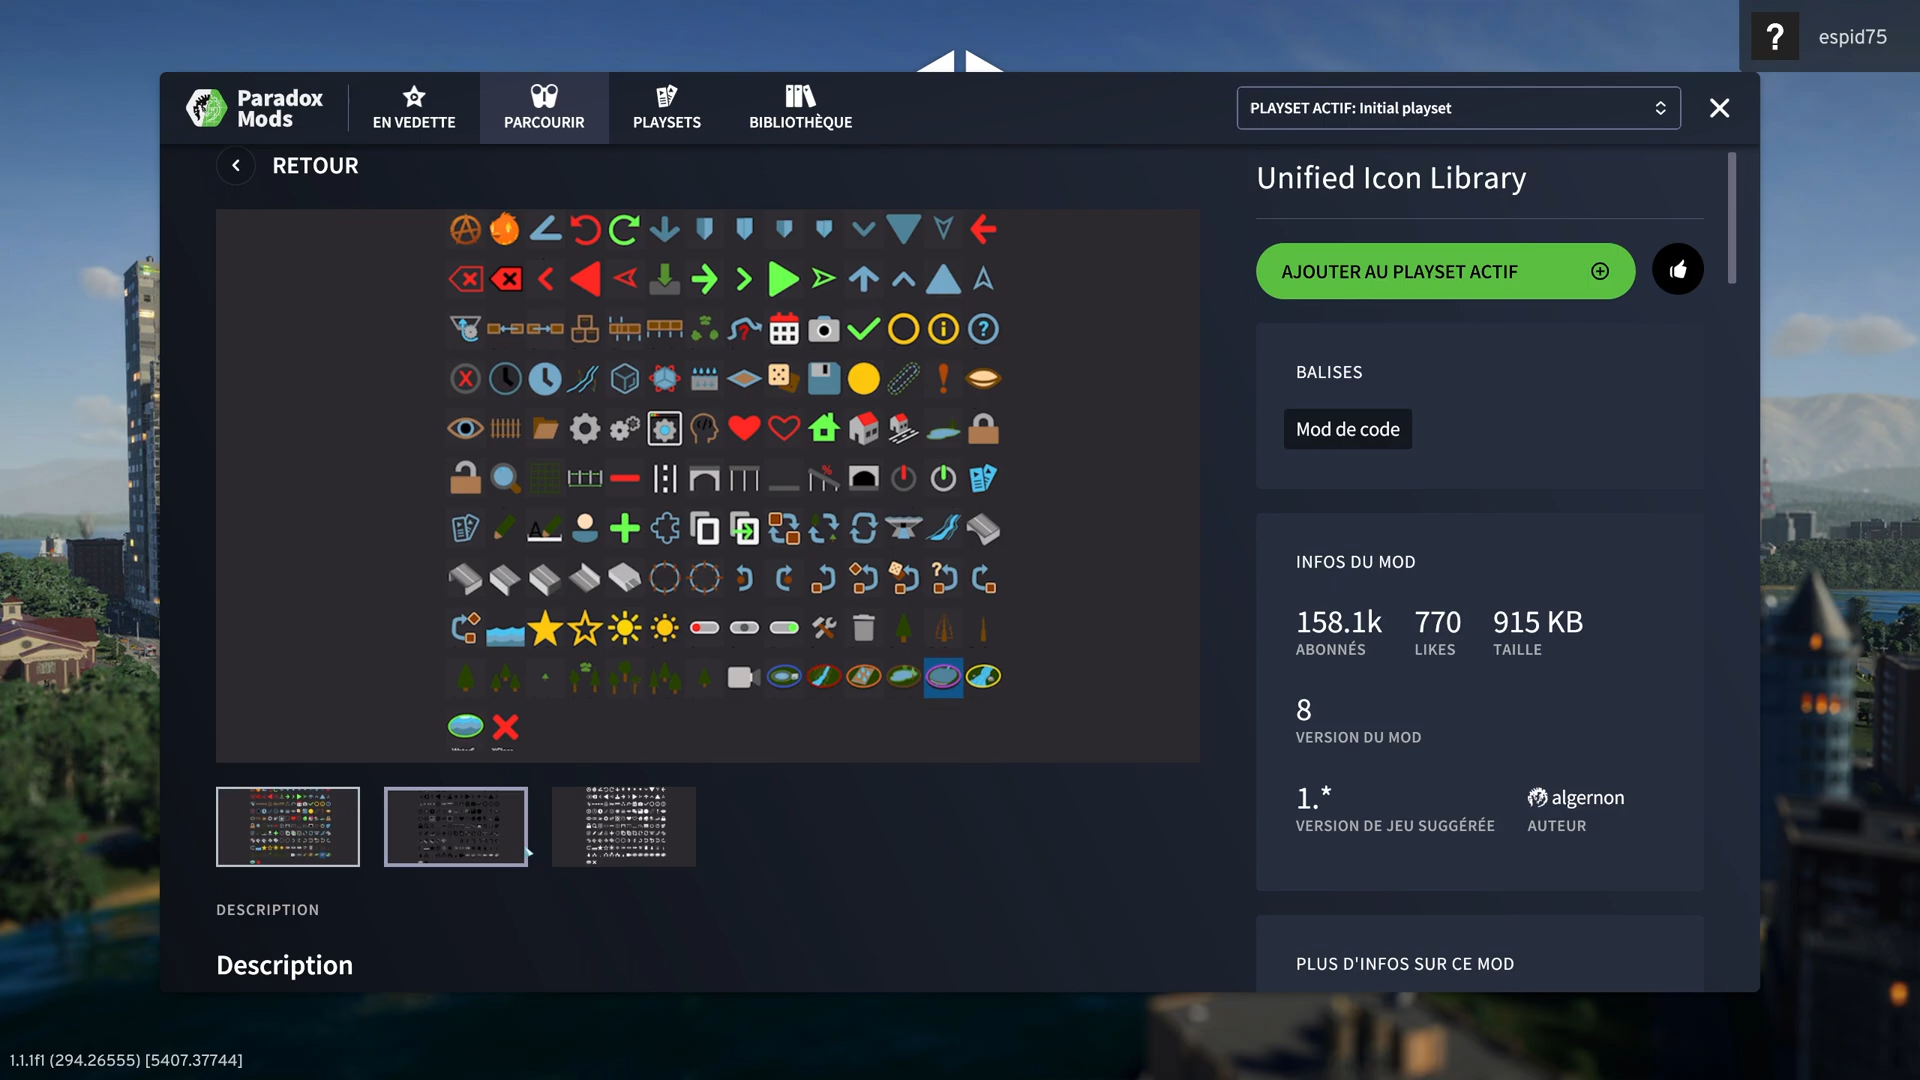 ?
espid75
Paradox
Mods
EN VEDETTE
PARCOURIR
PLAYSETS
BIBLIOTHÈQUE
PLAYSET ACTIF: Initial playset
RETOUR
Unified Icon Library
AJOUTER AU PLAYSET ACTIF
BALISES
Mod de code
INFOS DU MOD
158.1k 770 915 KB
ABONNÉS LIKES TAILLE
8
VERSION DU MOD
1.* algernon
VERSION DE JEU SUGGÉRÉE AUTEUR
PLUS D'INFOS SUR CE MOD
DESCRIPTION
Description
1.1.1f1 (294.26555) [5407.37744]